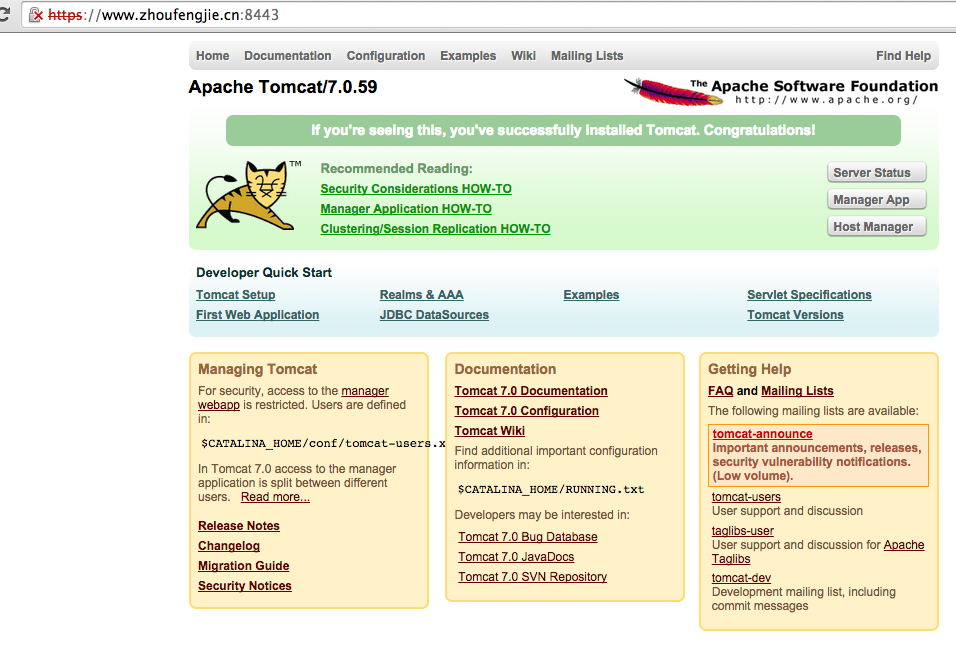 https://www.zhoufengjie.cn:8443
Home Documentation Configuration Examples Wiki Mailing Lists Find Help
Apache Tomcat/7.0.59
The Apache Software Foundation
http://www.apache.org/
If you're seeing this, you've successfully installed Tomcat. Congratulations!
TM
Recommended Reading:
Security Considerations HOW-TO
Manager Application HOW-TO
Clustering/Session Replication HOW-TO
Server Status
Manager App
Host Manager
Developer Quick Start
Tomcat Setup
First Web Application
Realms & AAA
JDBC DataSources
Examples
Servlet Specifications
Tomcat Versions
Managing Tomcat
For security, access to the manager
webapp is restricted. Users are defined
in:
$CATALINA_HOME/conf/tomcat-users.x
In Tomcat 7.0 access to the manager
application is split between different
users. Read more...
Release Notes
Changelog
Migration Guide
Security Notices
Documentation
Tomcat 7.0 Documentation
Tomcat 7.0 Configuration
Tomcat Wiki
Find additional important configuration
information in:
$CATALINA_HOME/RUNNING.txt
Developers may be interested in:
Tomcat 7.0 Bug Database
Tomcat 7.0 JavaDocs
Tomcat 7.0 SVN Repository
Getting Help
FAQ and Mailing Lists
The following mailing lists are available:
tomcat-announce
Important announcements, releases,
security vulnerability notifications.
(Low volume).
tomcat-users
User support and discussion
taglibs-user
User support and discussion for Apache
Taglibs
tomcat-dev
Development mailing list, including
commit messages